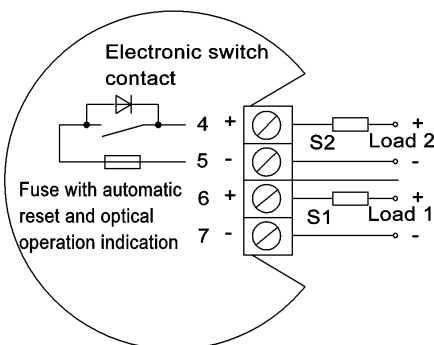 Electronic switch
contact
4 + S2 + Load 2
5 - -
Fuse with automatic
reset and optical
operation indication
6 + S1 + Load 1
7 - -